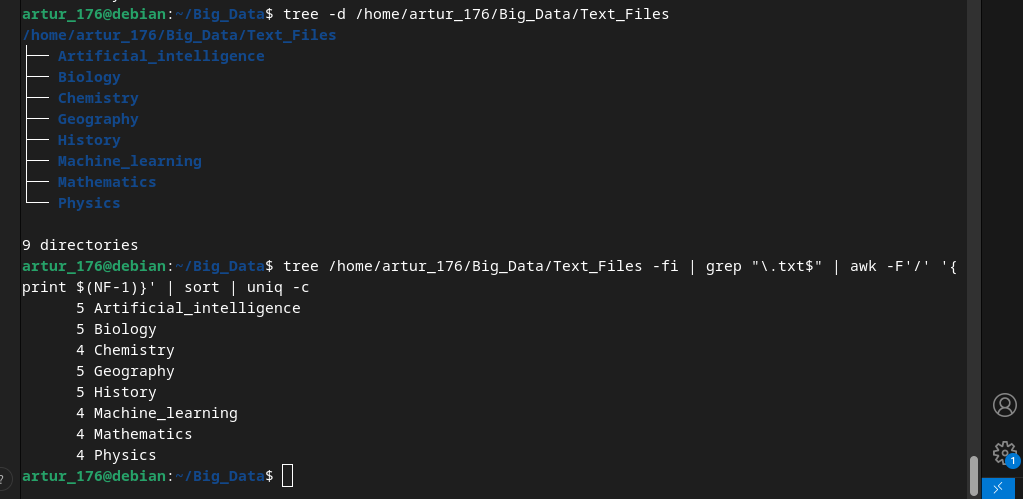 artur_176@debian:~/Big_Data$ tree -d /home/artur_176/Big_Data/Text_Files
/home/artur_176/Big_Data/Text_Files
├── Artificial_intelligence
├── Biology
├── Chemistry
├── Geography
├── History
├── Machine_learning
├── Mathematics
└── Physics
9 directories
artur_176@debian:~/Big_Data$ tree /home/artur_176/Big_Data/Text_Files -fi | grep "\.txt$" | awk -F'/' '{
print $(NF-1)}' | sort | uniq -c
5 Artificial_intelligence
5 Biology
4 Chemistry
5 Geography
5 History
4 Machine_learning
4 Mathematics
4 Physics
artur_176@debian:~/Big_Data$
1